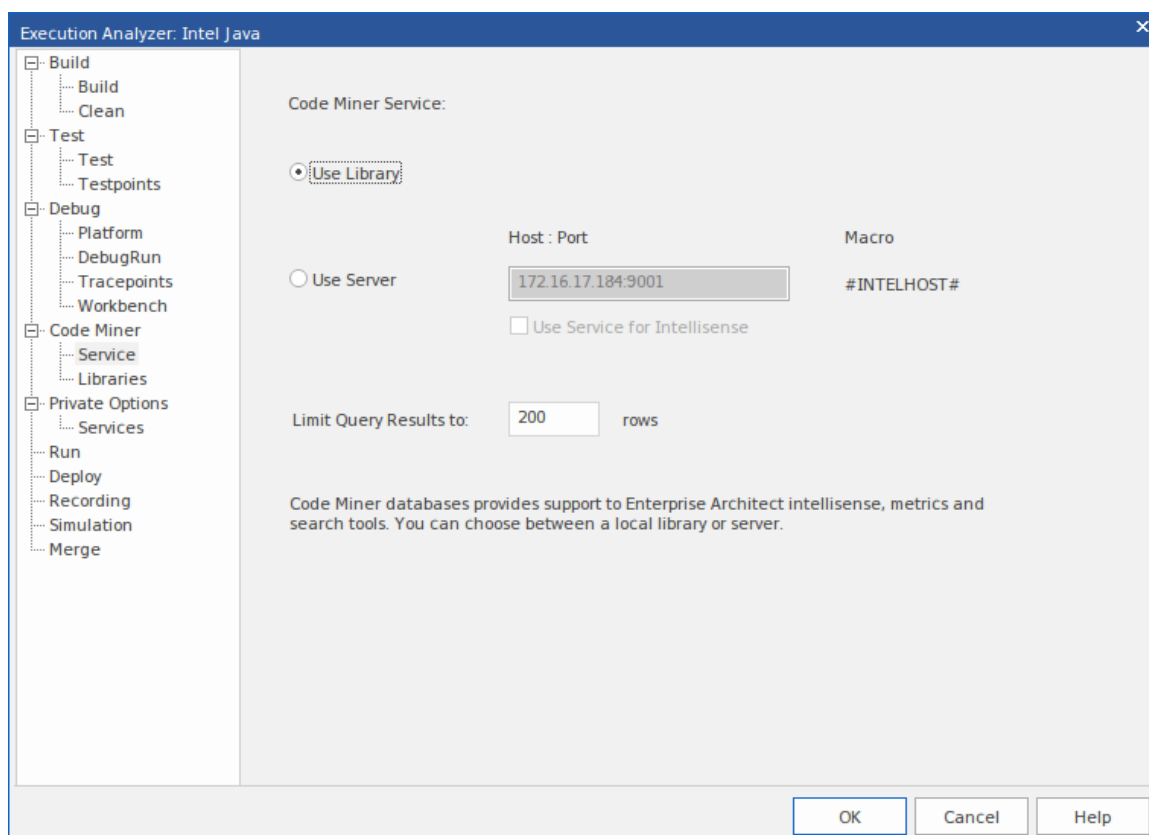 Execution Analyzer: Intel Java
Build
Build
Clean
Test
Test
Testpoints
Debug
Platform
DebugRun
Tracepoints
Workbench
Code Miner
Service
Libraries
Private Options
Services
Run
Deploy
Recording
Simulation
Merge
Code Miner Service:
Use Library
Host : Port
Macro
Use Server
172.16.17.184:9001
#INTELHOST#
Use Service for Intellisense
Limit Query Results to:
200
rows
Code Miner databases provides support to Enterprise Architect intellisense, metrics and
search tools. You can choose between a local library or server.
OK
Cancel
Help